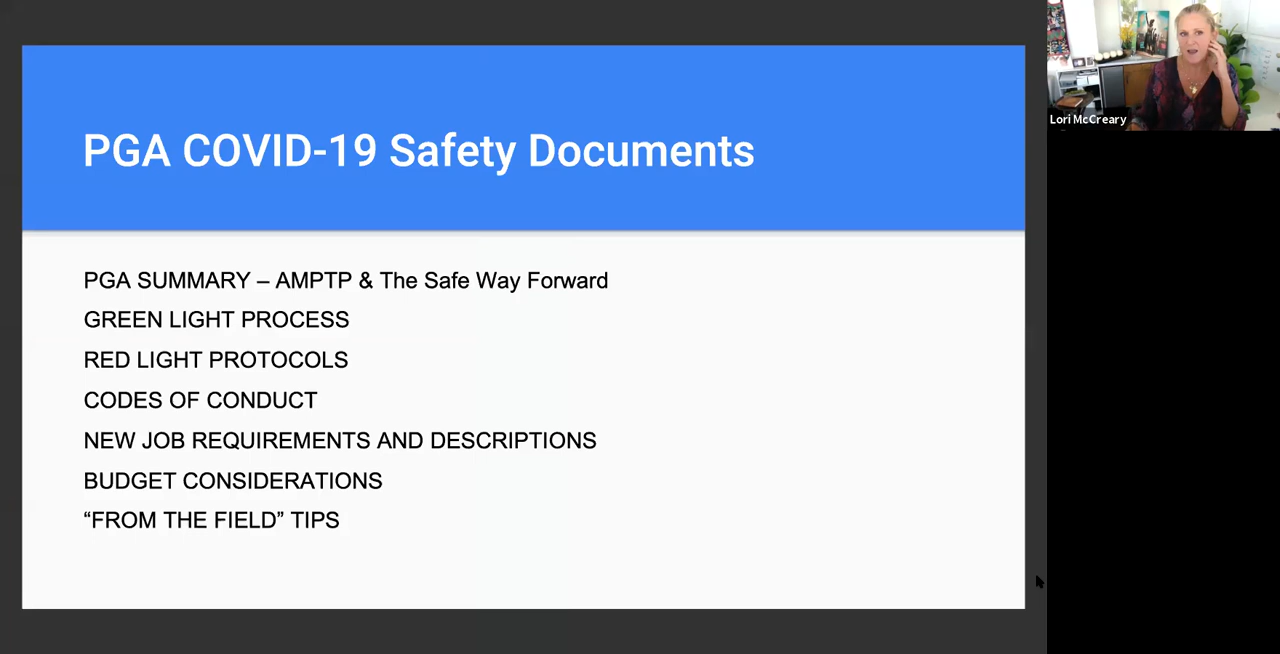 PGA COVID-19 Safety Documents
PGA SUMMARY – AMPTP & The Safe Way Forward
GREEN LIGHT PROCESS
RED LIGHT PROTOCOLS
CODES OF CONDUCT
NEW JOB REQUIREMENTS AND DESCRIPTIONS
BUDGET CONSIDERATIONS
“FROM THE FIELD” TIPS
Lori McCreary